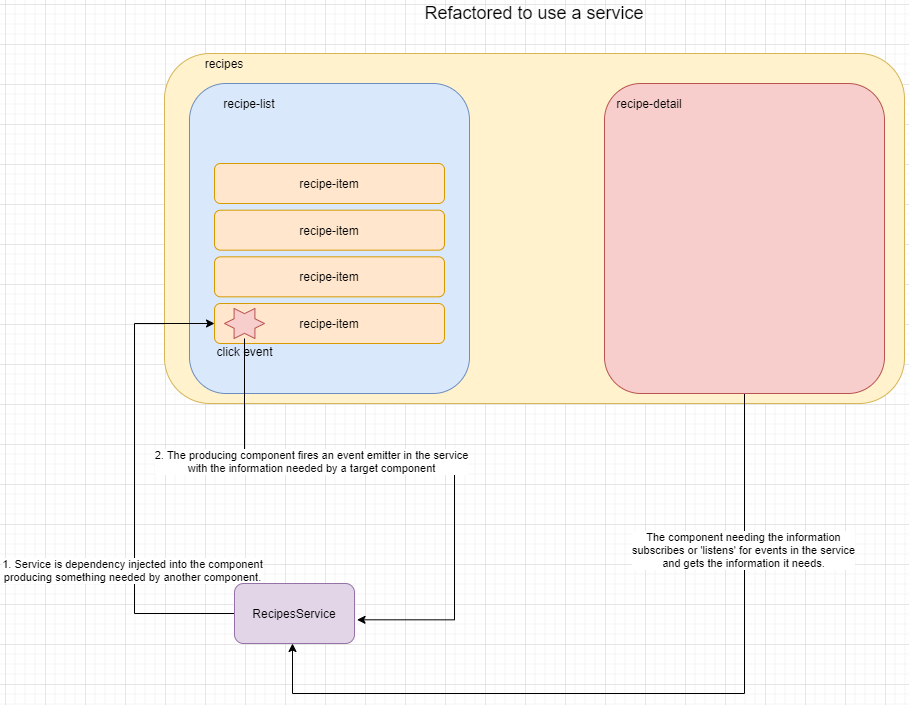 Refactored to use a service
recipes
recipe-list
recipe-detail
recipe-item
recipe-item
recipe-item
recipe-item
click event
2. The producing component fires an event emitter in the service
with the information needed by a target component
The component needing the information
subscribes or 'listens' for events in the service
and gets the information it needs.
1. Service is dependency injected into the component
producing something needed by another component.
RecipesService